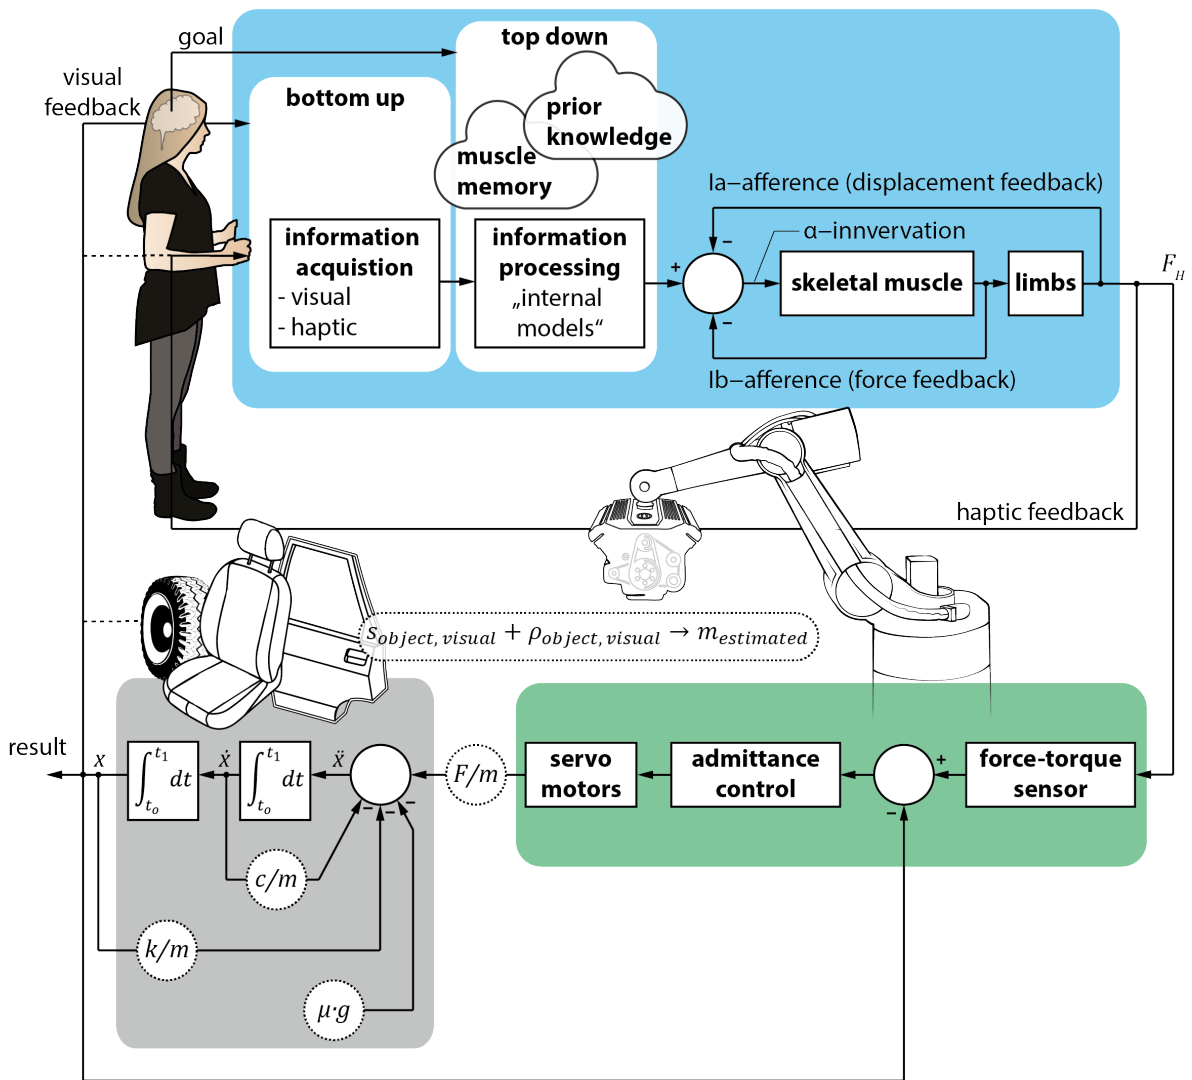 goal
visual
feedback
top down
bottom up
prior
knowledge
muscle
memory
Ia–afference (displacement feedback)
α–innvervation
information
acquistion
- visual
- haptic
information
processing
„internal
models“
+
−
−
skeletal muscle
limbs
F_H
Ib–afference (force feedback)
haptic feedback
s_object, visual + ρ_object, visual → m_estimated
result
x
∫_{t_o}^{t_1} dt
ẋ
∫_{t_o}^{t_1} dt
ẍ
− − −
F/m
servo
motors
admittance
control
+
−
force-torque
sensor
c/m
k/m
μ·g